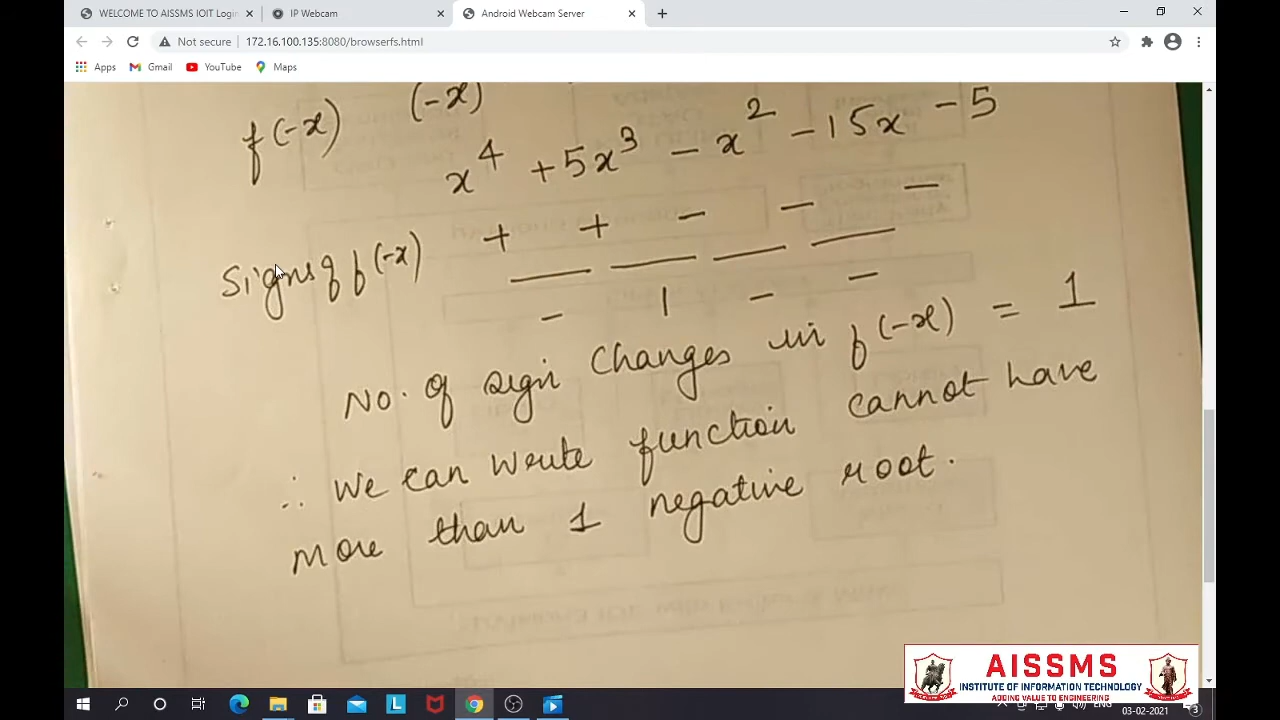 WELCOME TO AISSMS IOIT Login
IP Webcam
Android Webcam Server
Not secure | 172.16.100.135:8080/browserfs.html
Apps Gmail YouTube Maps
f(-x) (-x)
x⁴ + 5x³ - x² - 15x - 5
Signs of f(-x) + + - - -
- 1 - -
No. of sign changes in f(-x) = 1
∴ We can write function cannot have
more than 1 negative root.
AISSMS
INSTITUTE OF INFORMATION TECHNOLOGY
ADDING VALUE TO ENGINEERING
ENG
03-02-2021